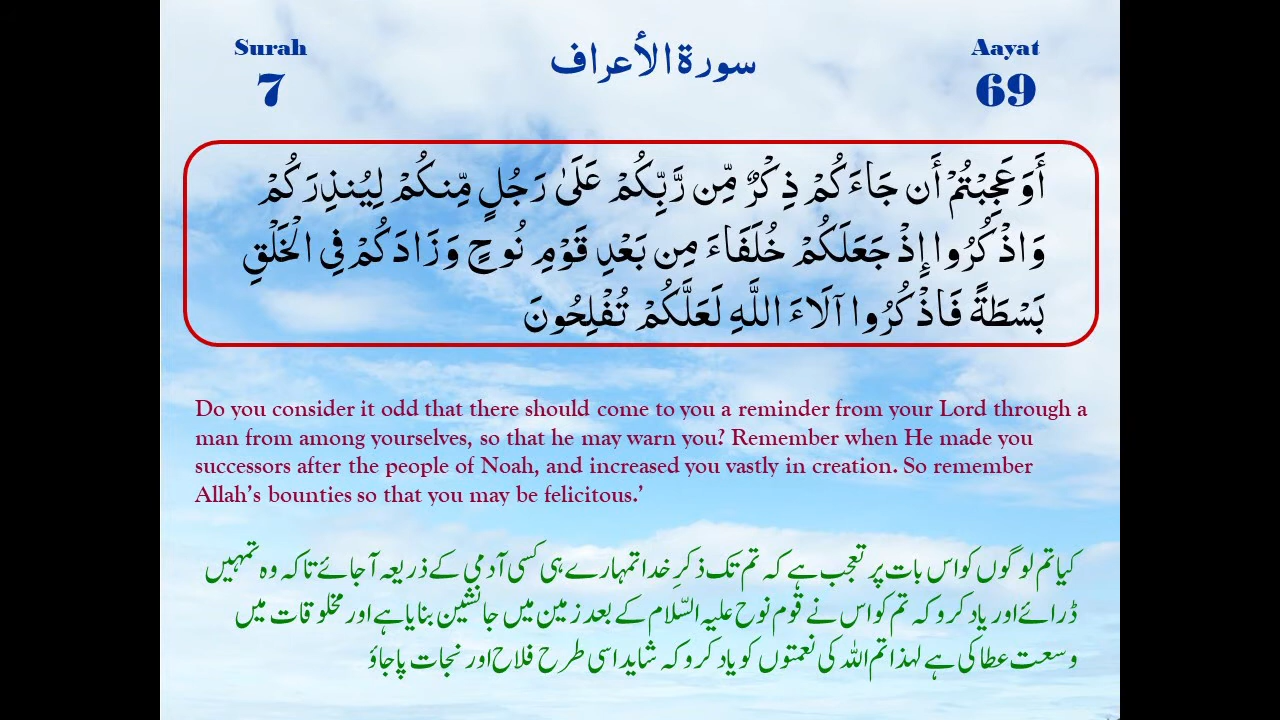 Surah
7
سورة الأعراف
Aayat
69
أَوَعَجِبْتُمْ أَن جَاءَكُمْ ذِكْرٌ مِّن رَّبِّكُمْ عَلَىٰ رَجُلٍ مِّنكُمْ لِيُنذِرَكُمْ
وَاذْكُرُوا إِذْ جَعَلَكُمْ خُلَفَاءَ مِن بَعْدِ قَوْمِ نُوحٍ وَزَادَكُمْ فِي الْخَلْقِ
بَسْطَةً فَاذْكُرُوا آلَاءَ اللَّهِ لَعَلَّكُمْ تُفْلِحُونَ
Do you consider it odd that there should come to you a reminder from your Lord through a
man from among yourselves, so that he may warn you? Remember when He made you
successors after the people of Noah, and increased you vastly in creation. So remember
Allah’s bounties so that you may be felicitous.’
کیا تم لوگوں کو اس بات پر تعجب ہے کہ تم تک ذکرِ خدا تمہارے ہی کسی آدمی کے ذریعہ آجائے تاکہ وہ تمہیں
ڈرائے اور یاد کرو کہ تم کو اس نے قوم نوح علیہ السّلام کے بعد زمین میں جانشین بنایا ہے اور مخلوقات میں
وسعت عطا کی ہے لہذا تم اللہ کی نعمتوں کو یاد کرو کہ شاید اسی طرح فلاح اور نجات پاجاؤ